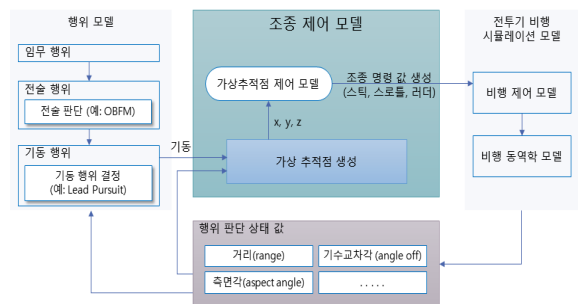 행위 모델
임무 행위
전술 행위
전술 판단 (예: OBFM)
기동 행위
기동 행위 결정
(예: Lead Pursuit)
기동
조종 제어 모델
가상추적점 제어 모델
조종 명령 값 생성
(스틱, 스로틀, 러더)
x, y, z
가상 추적점 생성
전투기 비행
시뮬레이션 모델
비행 제어 모델
비행 동역학 모델
행위 판단 상태 값
거리(range)
기수교차각 (angle off)
측면각(aspect angle)
. . . . .